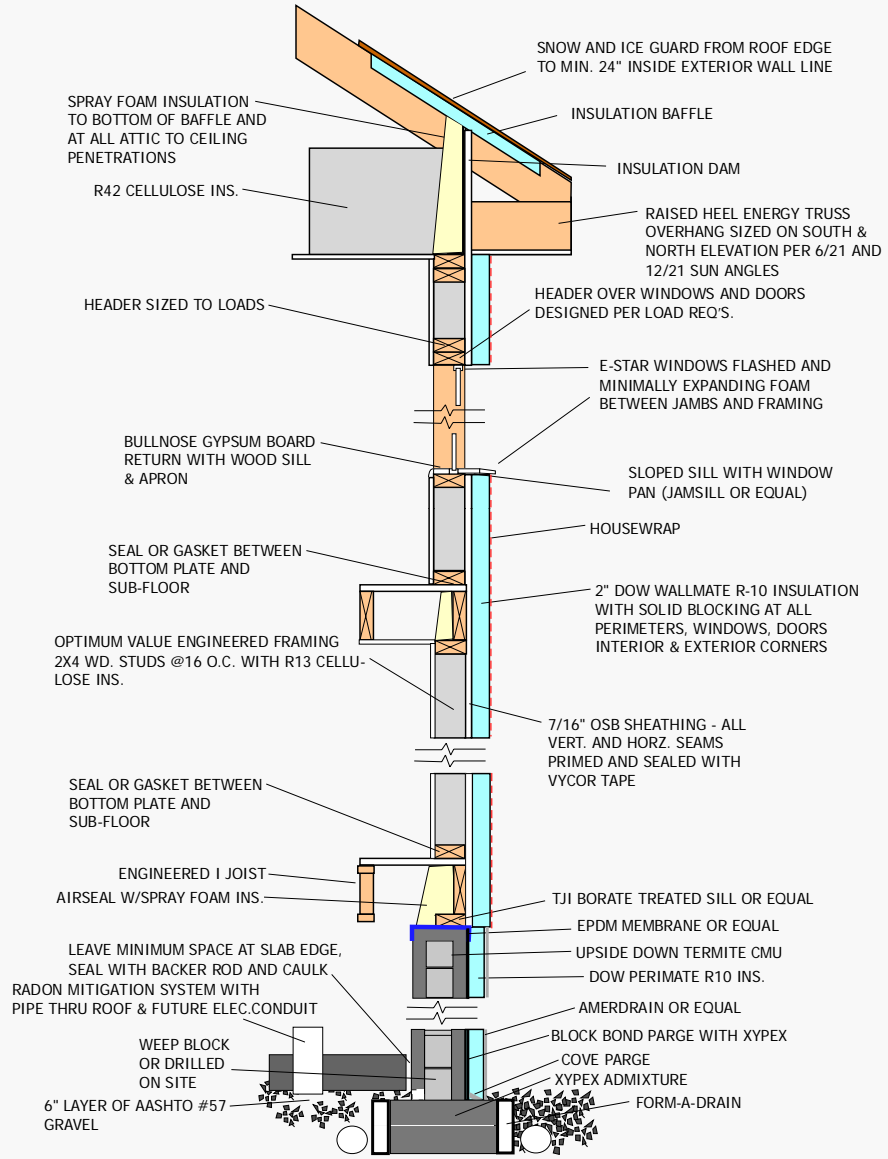 SNOW AND ICE GUARD FROM ROOF EDGE
TO MIN. 24" INSIDE EXTERIOR WALL LINE
SPRAY FOAM INSULATION
TO BOTTOM OF BAFFLE AND
AT ALL ATTIC TO CEILING
PENETRATIONS
INSULATION BAFFLE
INSULATION DAM
R42 CELLULOSE INS.
RAISED HEEL ENERGY TRUSS
OVERHANG SIZED ON SOUTH &
NORTH ELEVATION PER 6/21 AND
12/21 SUN ANGLES
HEADER SIZED TO LOADS
HEADER OVER WINDOWS AND DOORS
DESIGNED PER LOAD REQ'S.
E-STAR WINDOWS FLASHED AND
MINIMALLY EXPANDING FOAM
BETWEEN JAMBS AND FRAMING
BULLNOSE GYPSUM BOARD
RETURN WITH WOOD SILL
& APRON
SLOPED SILL WITH WINDOW
PAN (JAMSILL OR EQUAL)
HOUSEWRAP
SEAL OR GASKET BETWEEN
BOTTOM PLATE AND
SUB-FLOOR
2" DOW WALLMATE R-10 INSULATION
WITH SOLID BLOCKING AT ALL
PERIMETERS, WINDOWS, DOORS
INTERIOR & EXTERIOR CORNERS
OPTIMUM VALUE ENGINEERED FRAMING
2X4 WD. STUDS @16 O.C. WITH R13 CELLU-
LOSE INS.
7/16" OSB SHEATHING - ALL
VERT. AND HORZ. SEAMS
PRIMED AND SEALED WITH
VYCOR TAPE
SEAL OR GASKET BETWEEN
BOTTOM PLATE AND
SUB-FLOOR
ENGINEERED I JOIST
AIRSEAL W/SPRAY FOAM INS.
TJI BORATE TREATED SILL OR EQUAL
EPDM MEMBRANE OR EQUAL
UPSIDE DOWN TERMITE CMU
DOW PERIMATE R10 INS.
LEAVE MINIMUM SPACE AT SLAB EDGE,
SEAL WITH BACKER ROD AND CAULK
RADON MITIGATION SYSTEM WITH
PIPE THRU ROOF & FUTURE ELEC.CONDUIT
AMERDRAIN OR EQUAL
BLOCK BOND PARGE WITH XYPEX
WEEP BLOCK
OR DRILLED
ON SITE
COVE PARGE
XYPEX ADMIXTURE
FORM-A-DRAIN
6" LAYER OF AASHTO #57
GRAVEL